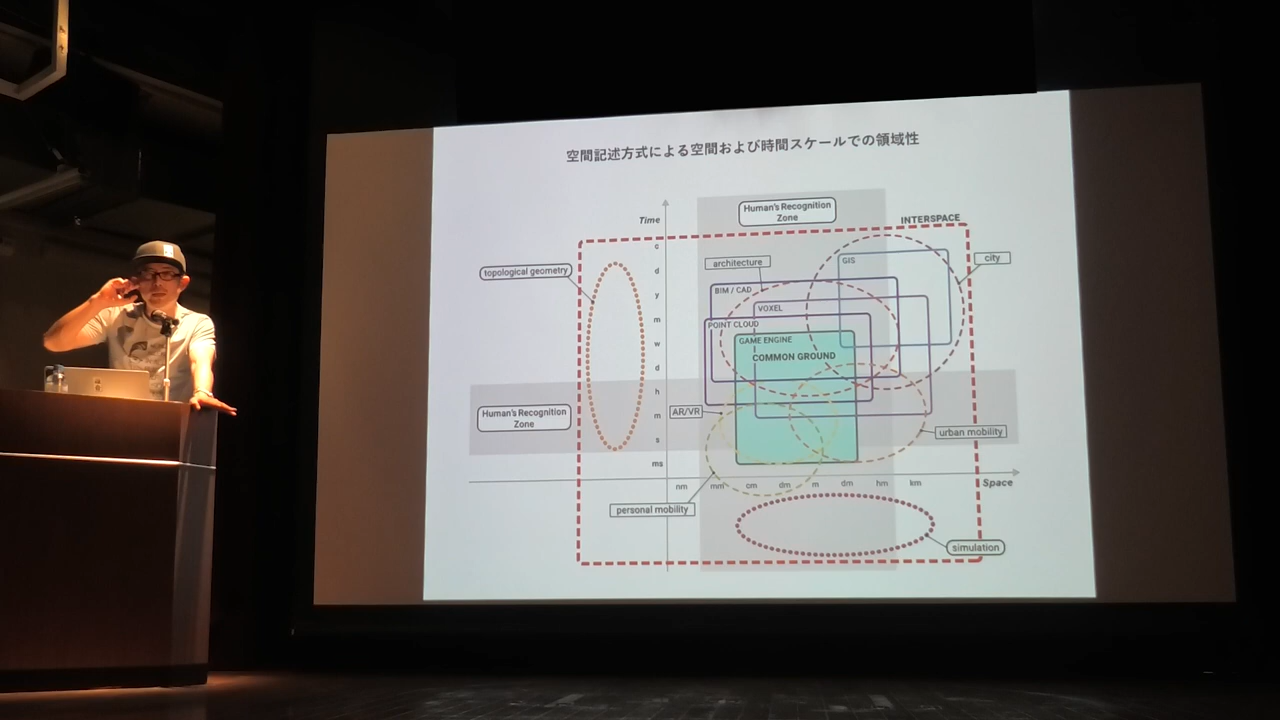 空間記述方式による空間および時間スケールでの領域性
Human's Recognition
Zone
Time
INTERSPACE
c
d
y
m
w
d
h
m
s
ms
topological geometry
architecture
GIS
city
BIM / CAD
VOXEL
POINT CLOUD
GAME ENGINE
COMMON GROUND
Human's Recognition
Zone
AR/VR
urban mobility
nm
mm
cm
dm
m
dm
hm
km
Space
personal mobility
simulation